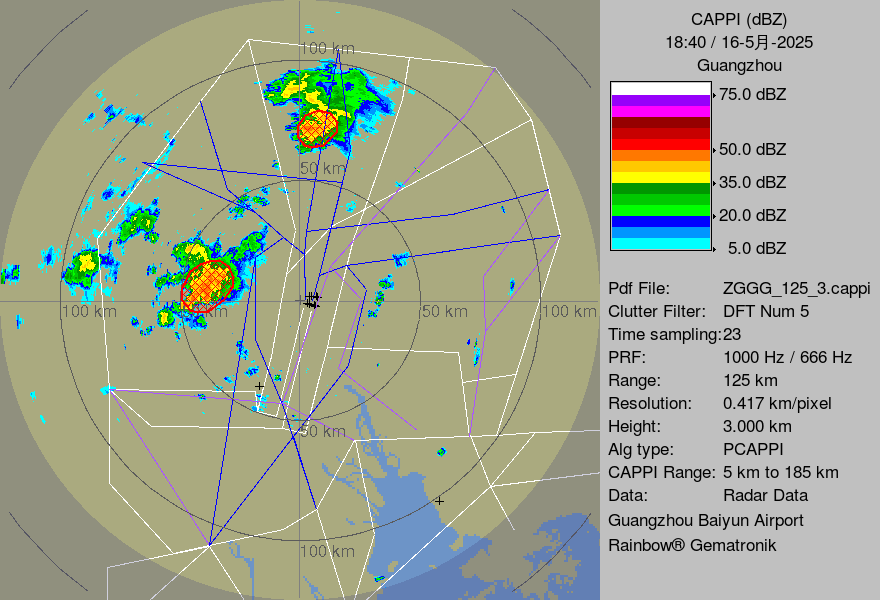 CAPPI (dBZ)
18:40 / 16-5月-2025
Guangzhou
75.0 dBZ
50.0 dBZ
35.0 dBZ
20.0 dBZ
5.0 dBZ
Pdf File: ZGGG_125_3.cappi
Clutter Filter: DFT Num 5
Time sampling:23
PRF: 1000 Hz / 666 Hz
Range: 125 km
Resolution: 0.417 km/pixel
Height: 3.000 km
Alg type: PCAPPI
CAPPI Range: 5 km to 185 km
Data: Radar Data
Guangzhou Baiyun Airport
Rainbow® Gematronik
100 km
50 km
100 km
km
50 km
100 km
50 km
100 km